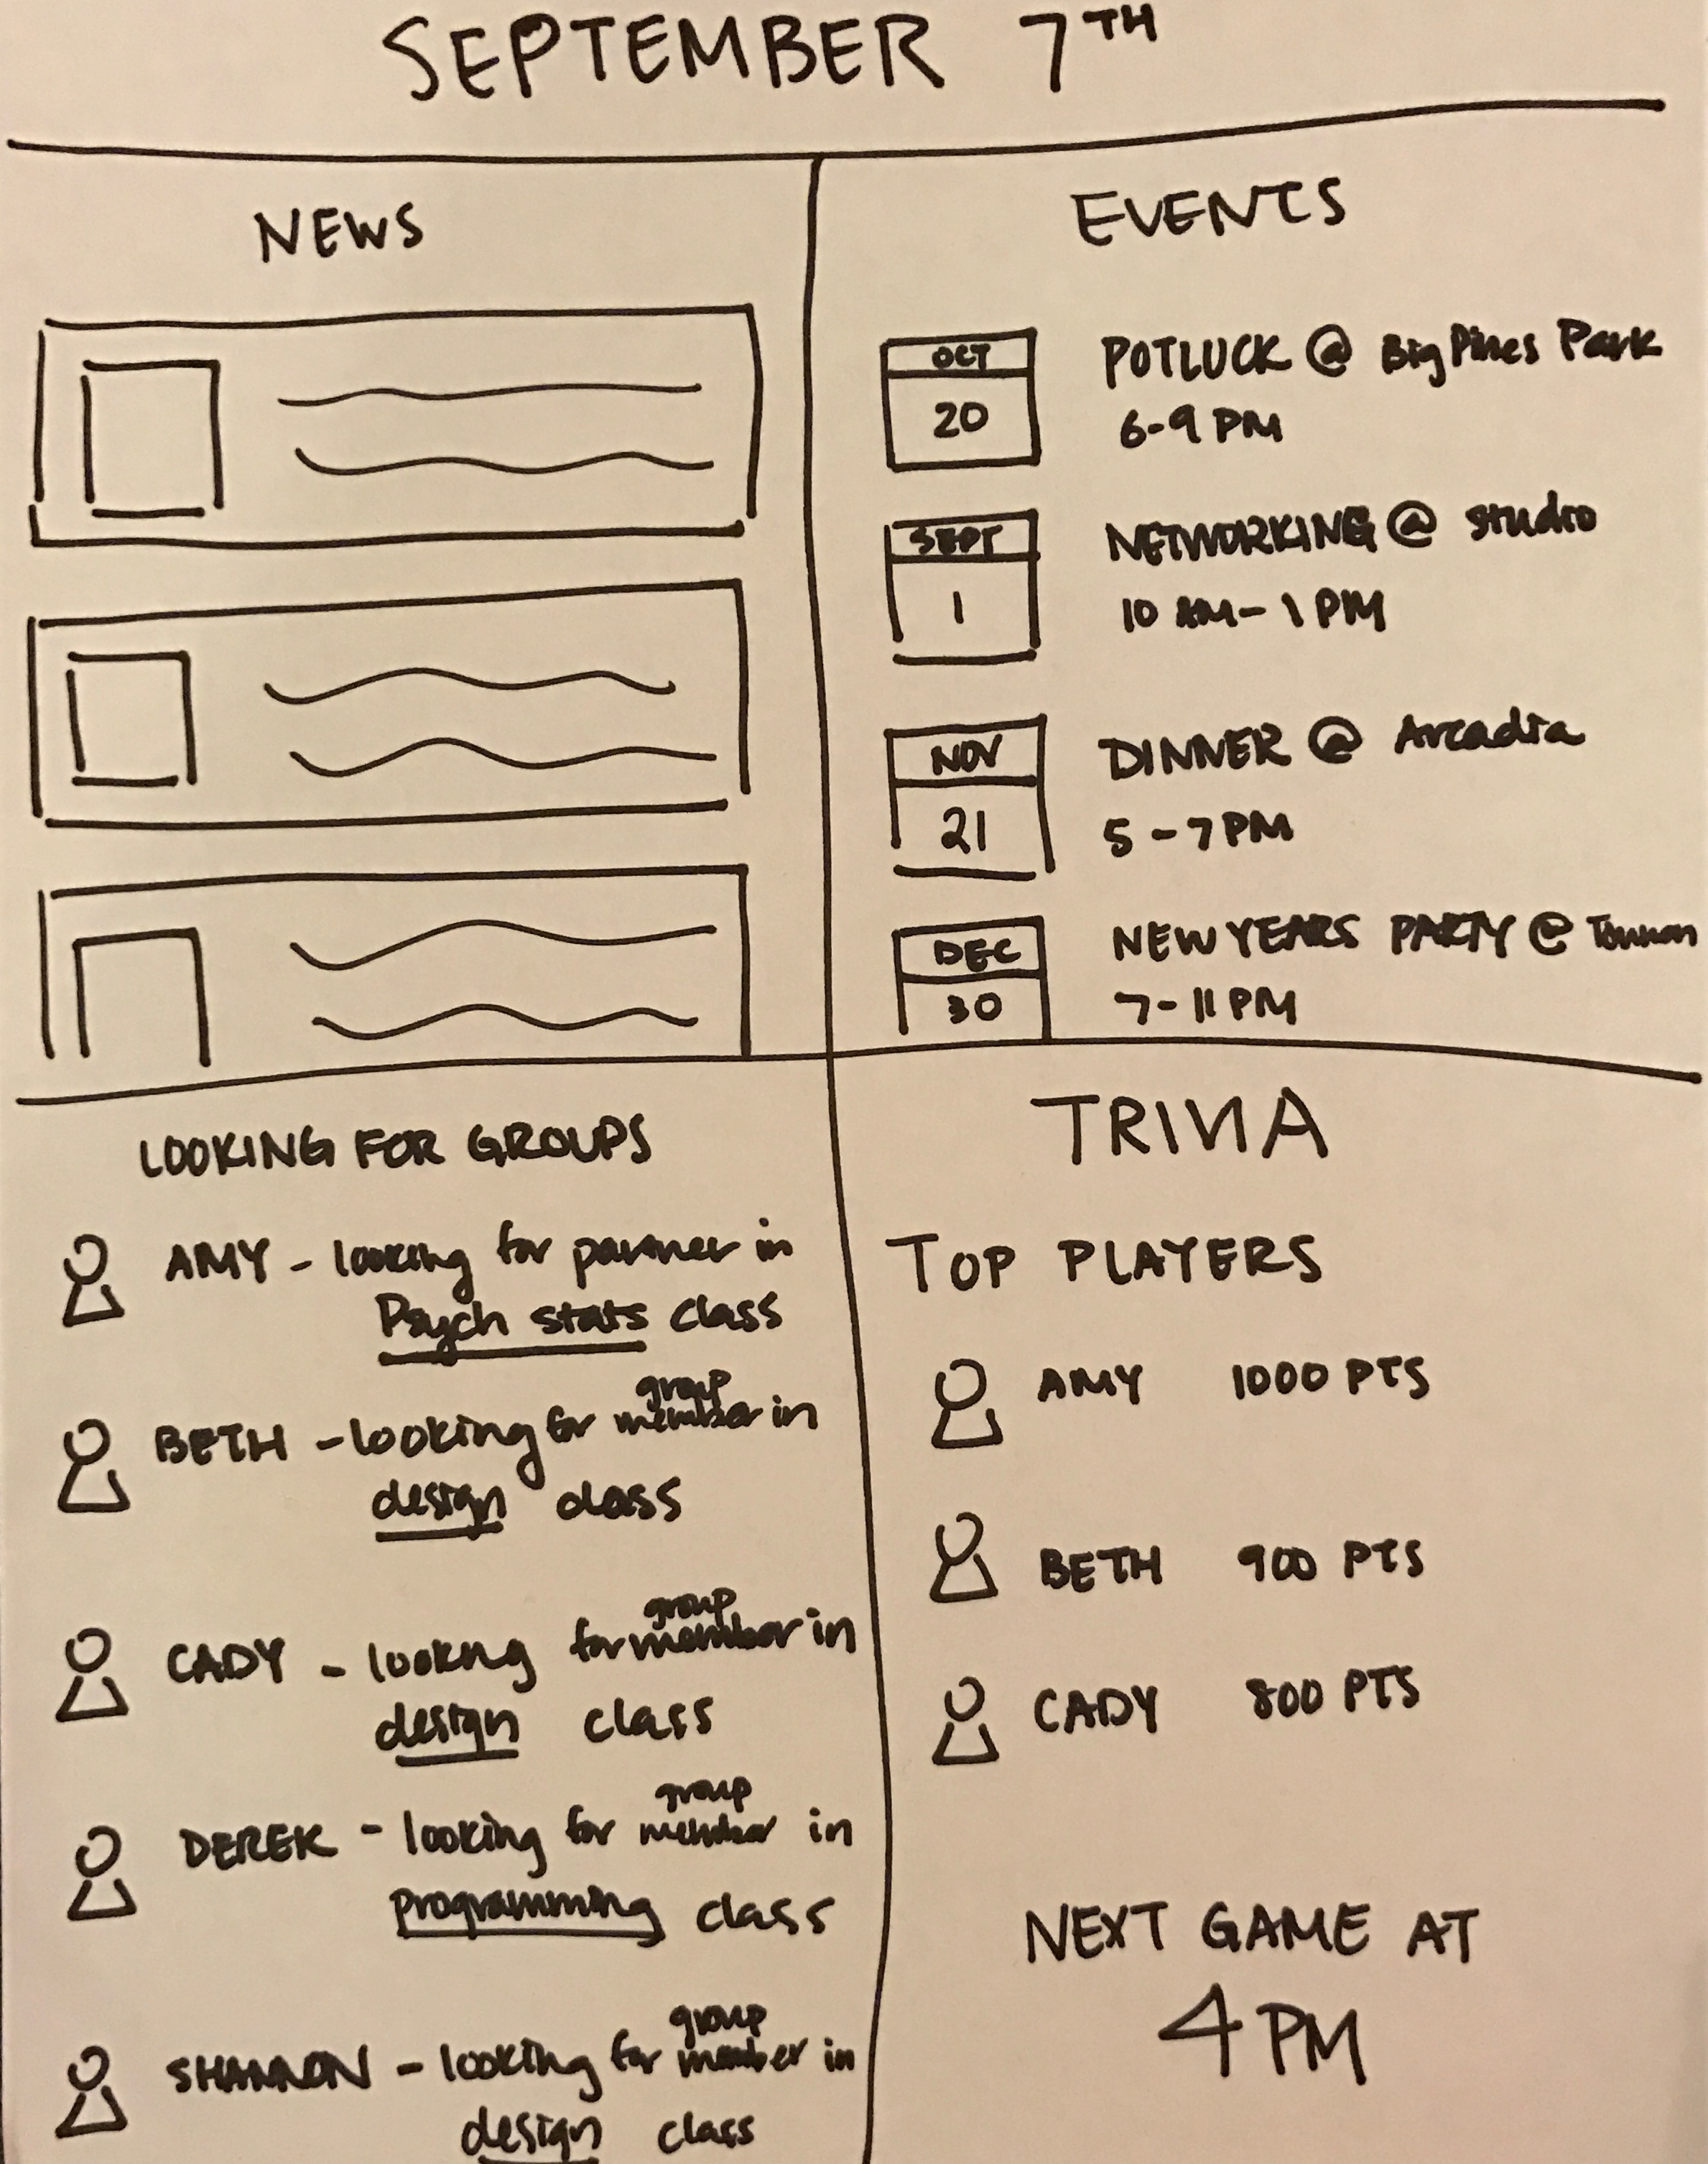 SEPTEMBER 7TH
NEWS
EVENTS
OCT
20
POTLUCK @ Big Pines Park
6-9 PM
SEPT
1
NETWORKING @ studio
10 AM - 1 PM
NOV
21
DINNER @ Arcadia
5 - 7 PM
DEC
30
NEW YEARS PARTY @
7 - 11 PM
LOOKING FOR GROUPS
AMY - looking for partner in
Psych stats class
BETH - looking for group member in
design class
CADY - looking for group member in
design class
DEREK - looking for group member in
programming class
SHANNON - looking for group member in
design class
TRIVIA
TOP PLAYERS
AMY 1000 PTS
BETH 900 PTS
CADY 800 PTS
NEXT GAME AT
4 PM